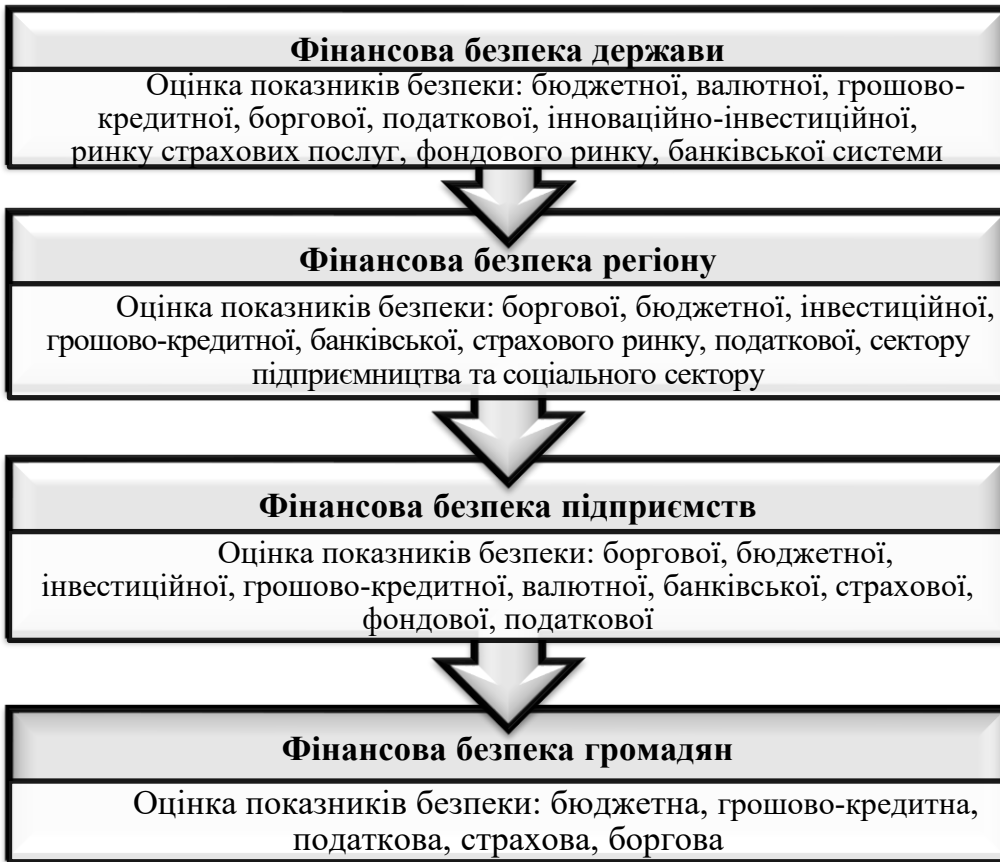 Фінансова безпека держави
Оцінка показників безпеки: бюджетної, валютної, грошово-
кредитної, боргової, податкової, інноваційно-інвестиційної,
ринку страхових послуг, фондового ринку, банківської системи
Фінансова безпека регіону
Оцінка показників безпеки: боргової, бюджетної, інвестиційної,
грошово-кредитної, банківської, страхового ринку, податкової, сектору
підприємництва та соціального сектору
Фінансова безпека підприємств
Оцінка показників безпеки: боргової, бюджетної,
інвестиційної, грошово-кредитної, валютної, банківської, страхової,
фондової, податкової
Фінансова безпека громадян
Оцінка показників безпеки: бюджетна, грошово-кредитна,
податкова, страхова, боргова